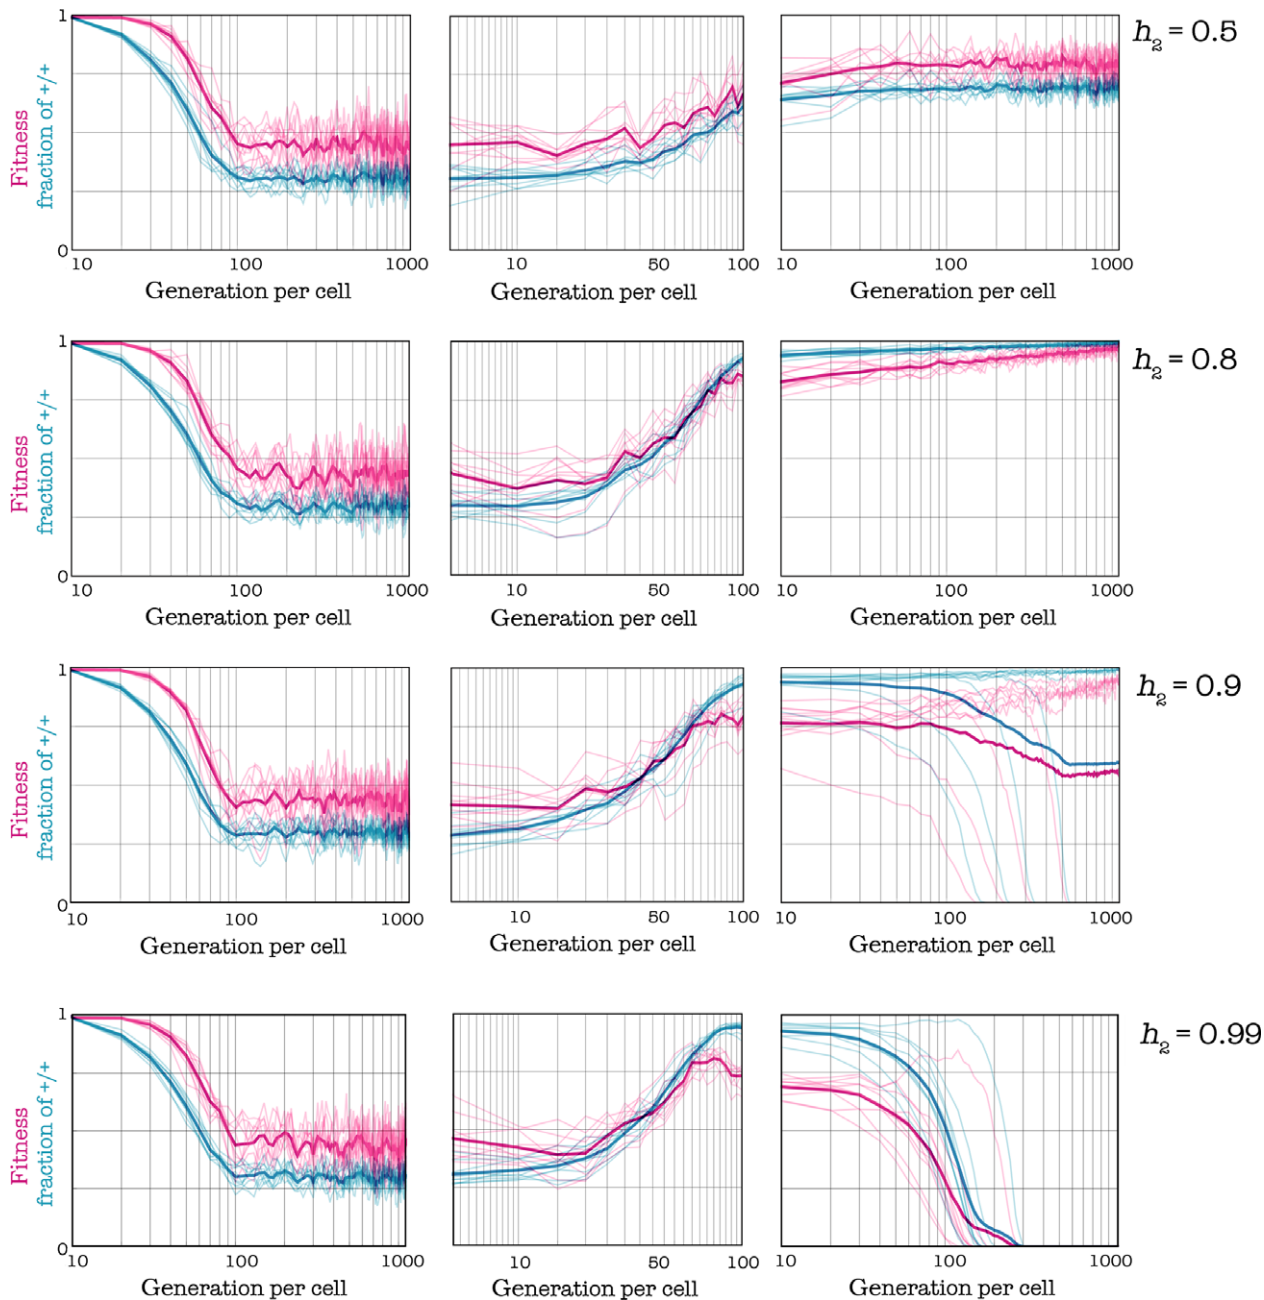 1
h₂ = 0.5
Fitness
fraction of +/+
0
10 100 1000 10 50 100 10 100 1000
Generation per cell Generation per cell Generation per cell
1
h₂ = 0.8
Fitness
fraction of +/+
0
10 100 1000 10 50 100 10 100 1000
Generation per cell Generation per cell Generation per cell
1
h₂ = 0.9
Fitness
fraction of +/+
0
10 100 1000 10 50 100 10 100 1000
Generation per cell Generation per cell Generation per cell
1
h₂ = 0.99
Fitness
fraction of +/+
0
10 100 1000 10 50 100 10 100 1000
Generation per cell Generation per cell Generation per cell